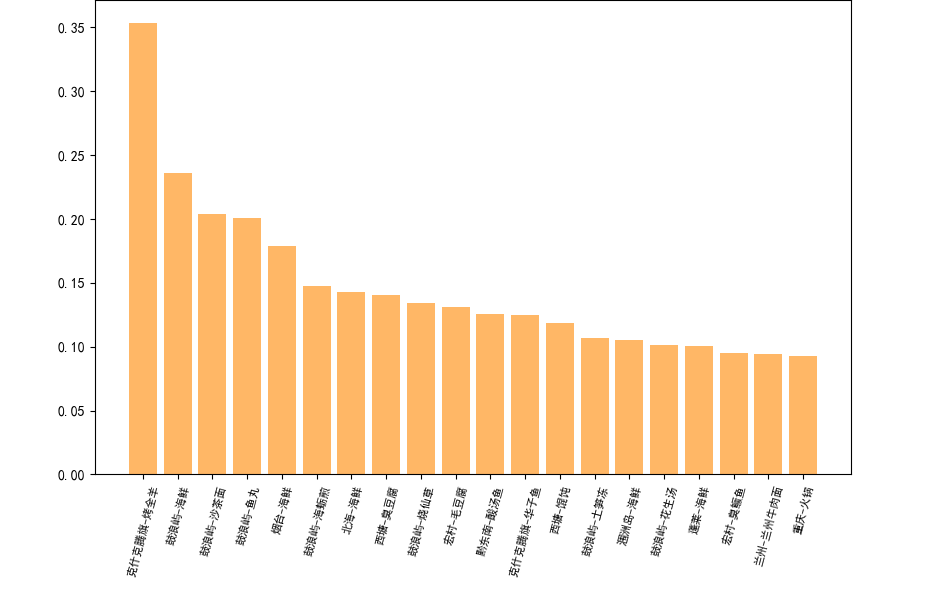 0.35
0.30
0.25
0.20
0.15
0.10
0.05
0.00
克什克腾旗-烤全羊
鼓浪屿-海鲜
鼓浪屿-沙茶面
鼓浪屿-鱼丸
烟台-海鲜
鼓浪屿-海蛎煎
北海-海鲜
西塘-臭豆腐
鼓浪屿-烧仙草
宏村-毛豆腐
黔东南-酸汤鱼
克什克腾旗-华子鱼
西塘-馄饨
鼓浪屿-土笋冻
涠洲岛-海鲜
鼓浪屿-花生汤
蓬莱-海鲜
宏村-臭鳜鱼
兰州-兰州牛肉面
重庆-火锅